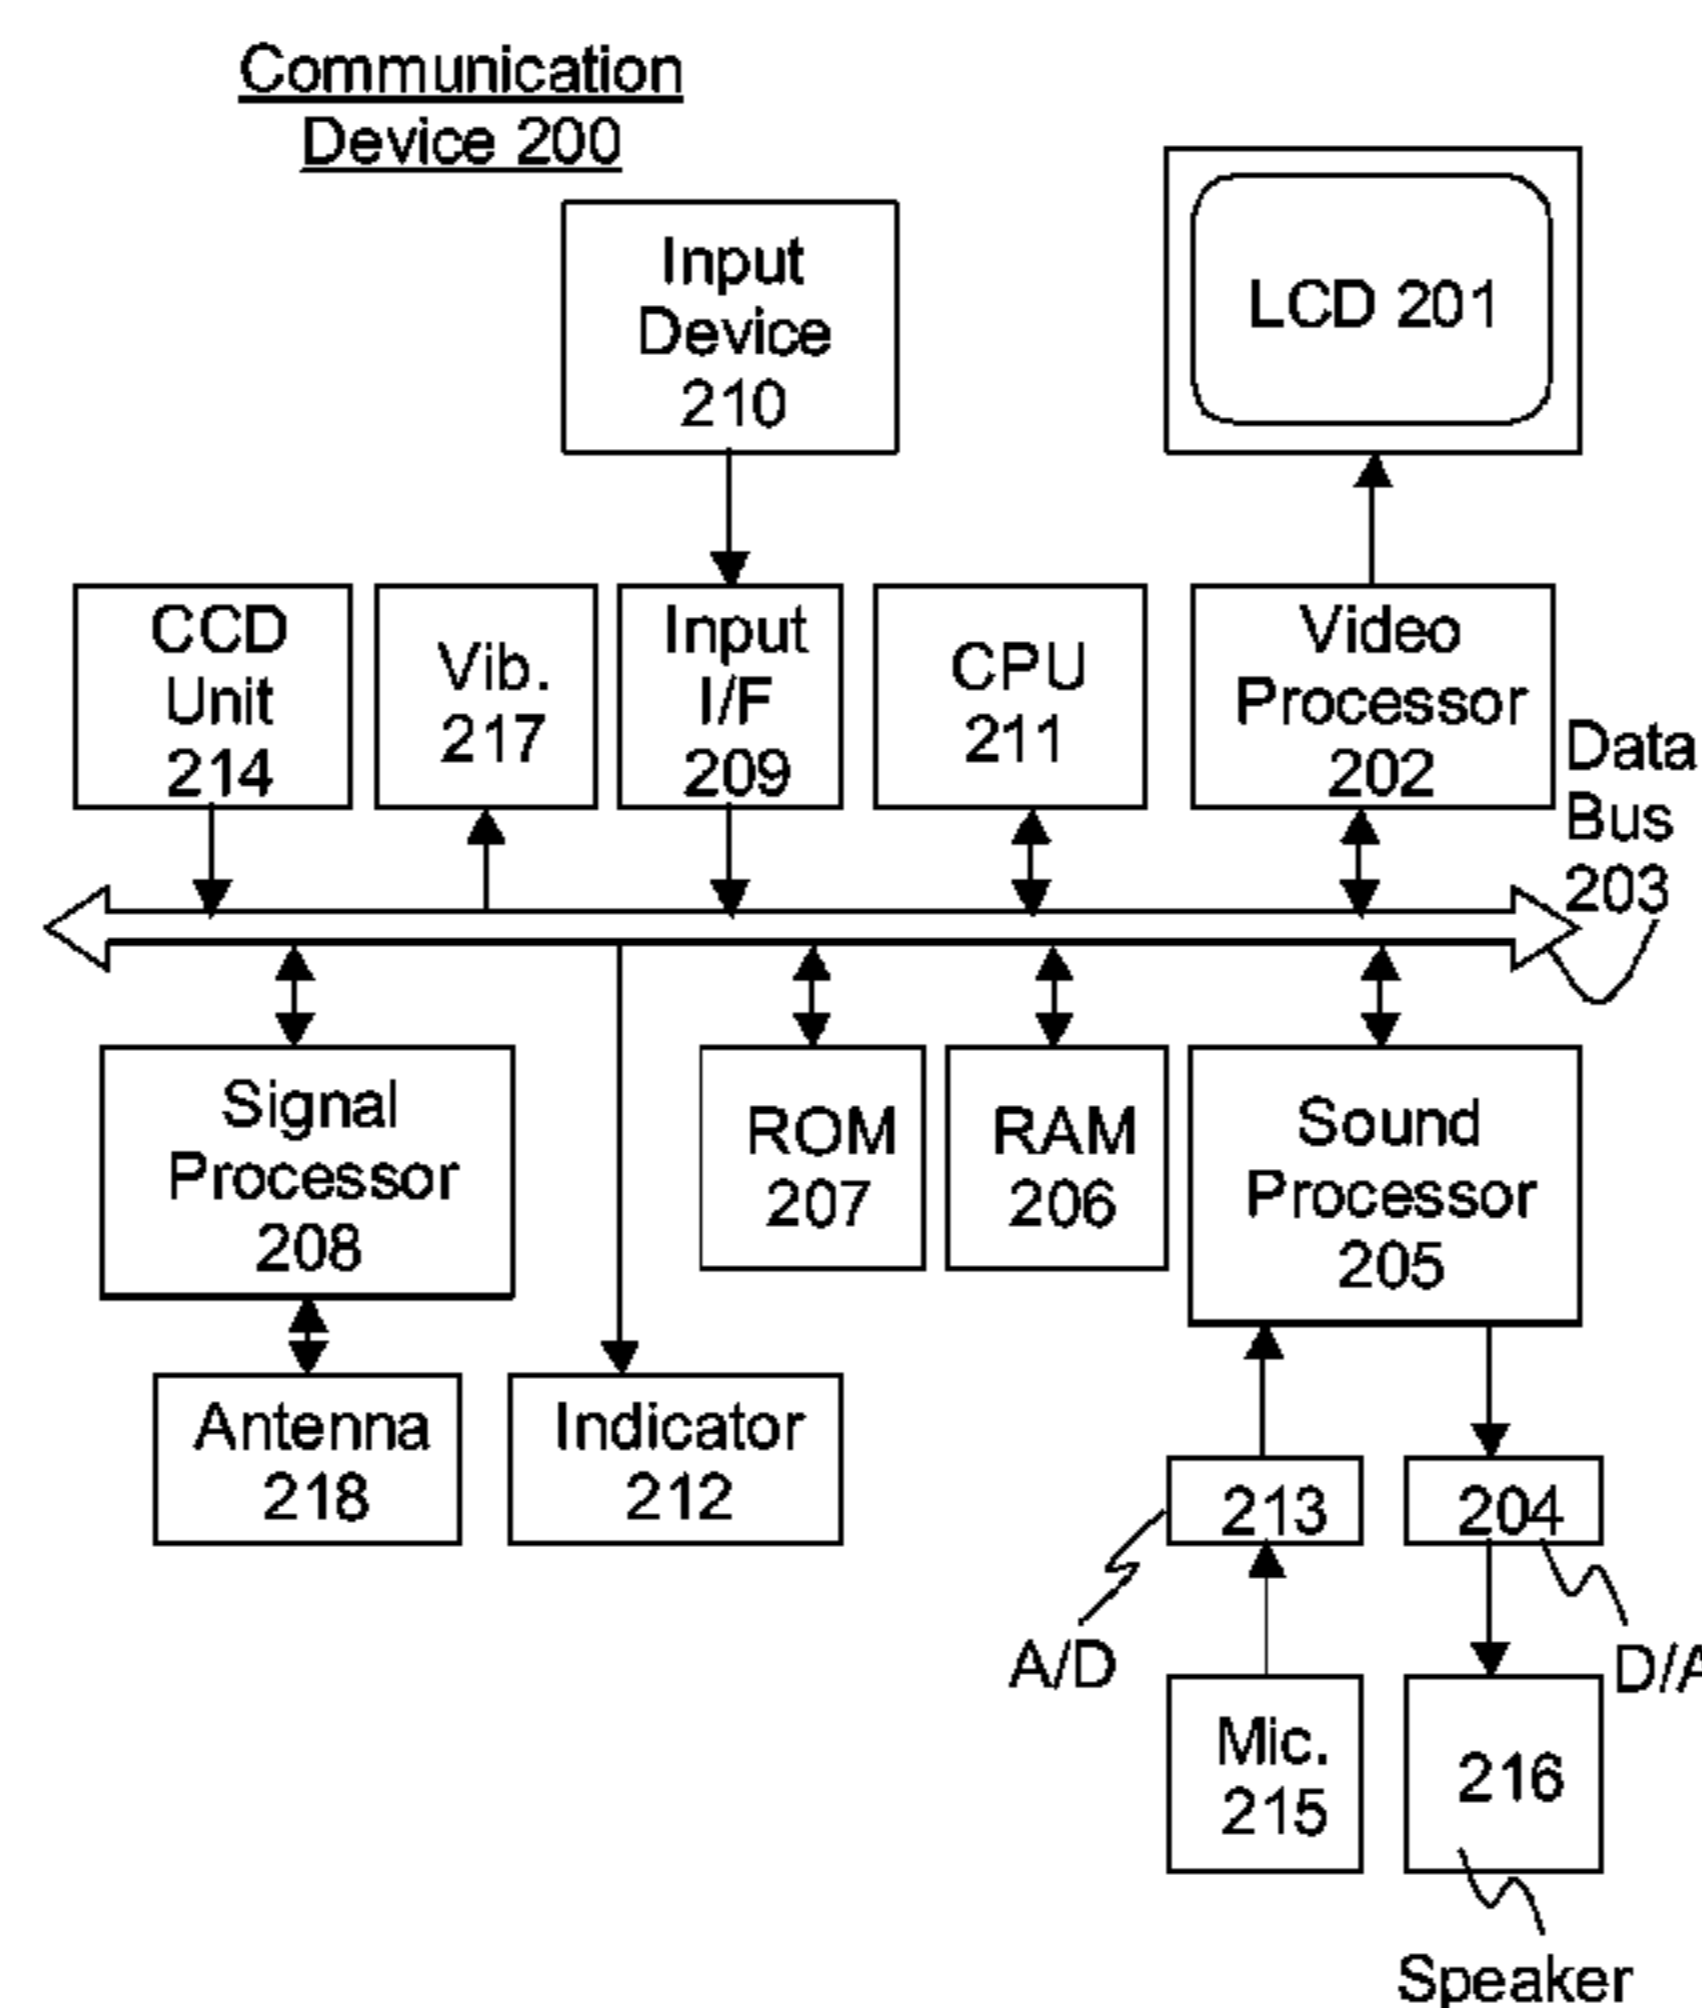 Communication
Device 200
Input
Device
210
LCD 201
CCD
Unit
214
Vib.
217
Input
I/F
209
CPU
211
Video
Processor
202
Data
Bus
203
Signal
Processor
208
ROM
207
RAM
206
Sound
Processor
205
Antenna
218
Indicator
212
213
204
A/D
D/A
Mic.
215
216
Speaker